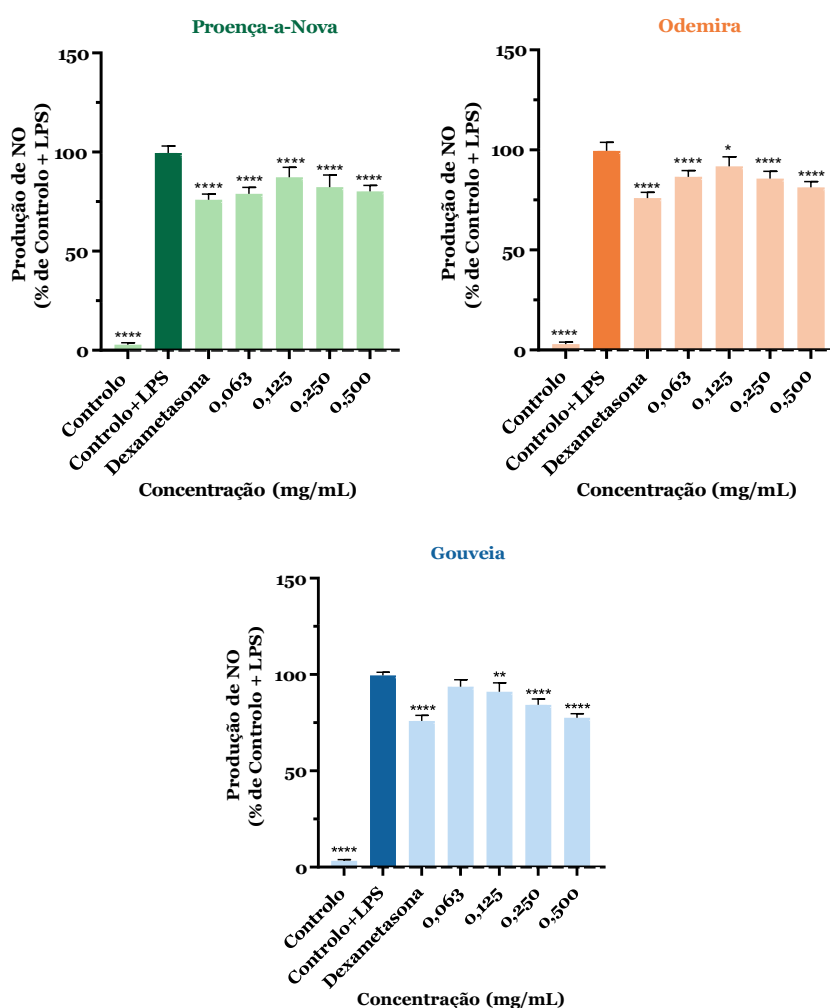 Proença-a-Nova
Produção de NO
(% de Controlo + LPS)
150
100
50
0
****
****
****
****
****
****
Controlo
Controlo+LPS
Dexametasona
0,063
0,125
0,250
0,500
Concentração (mg/mL)
Odemira
Produção de NO
(% de Controlo + LPS)
150
100
50
0
****
****
****
*
****
****
Controlo
Controlo+LPS
Dexametasona
0,063
0,125
0,250
0,500
Concentração (mg/mL)
Gouveia
Produção de NO
(% de Controlo + LPS)
150
100
50
0
****
****
**
****
****
Controlo
Controlo+LPS
Dexametasona
0,063
0,125
0,250
0,500
Concentração (mg/mL)